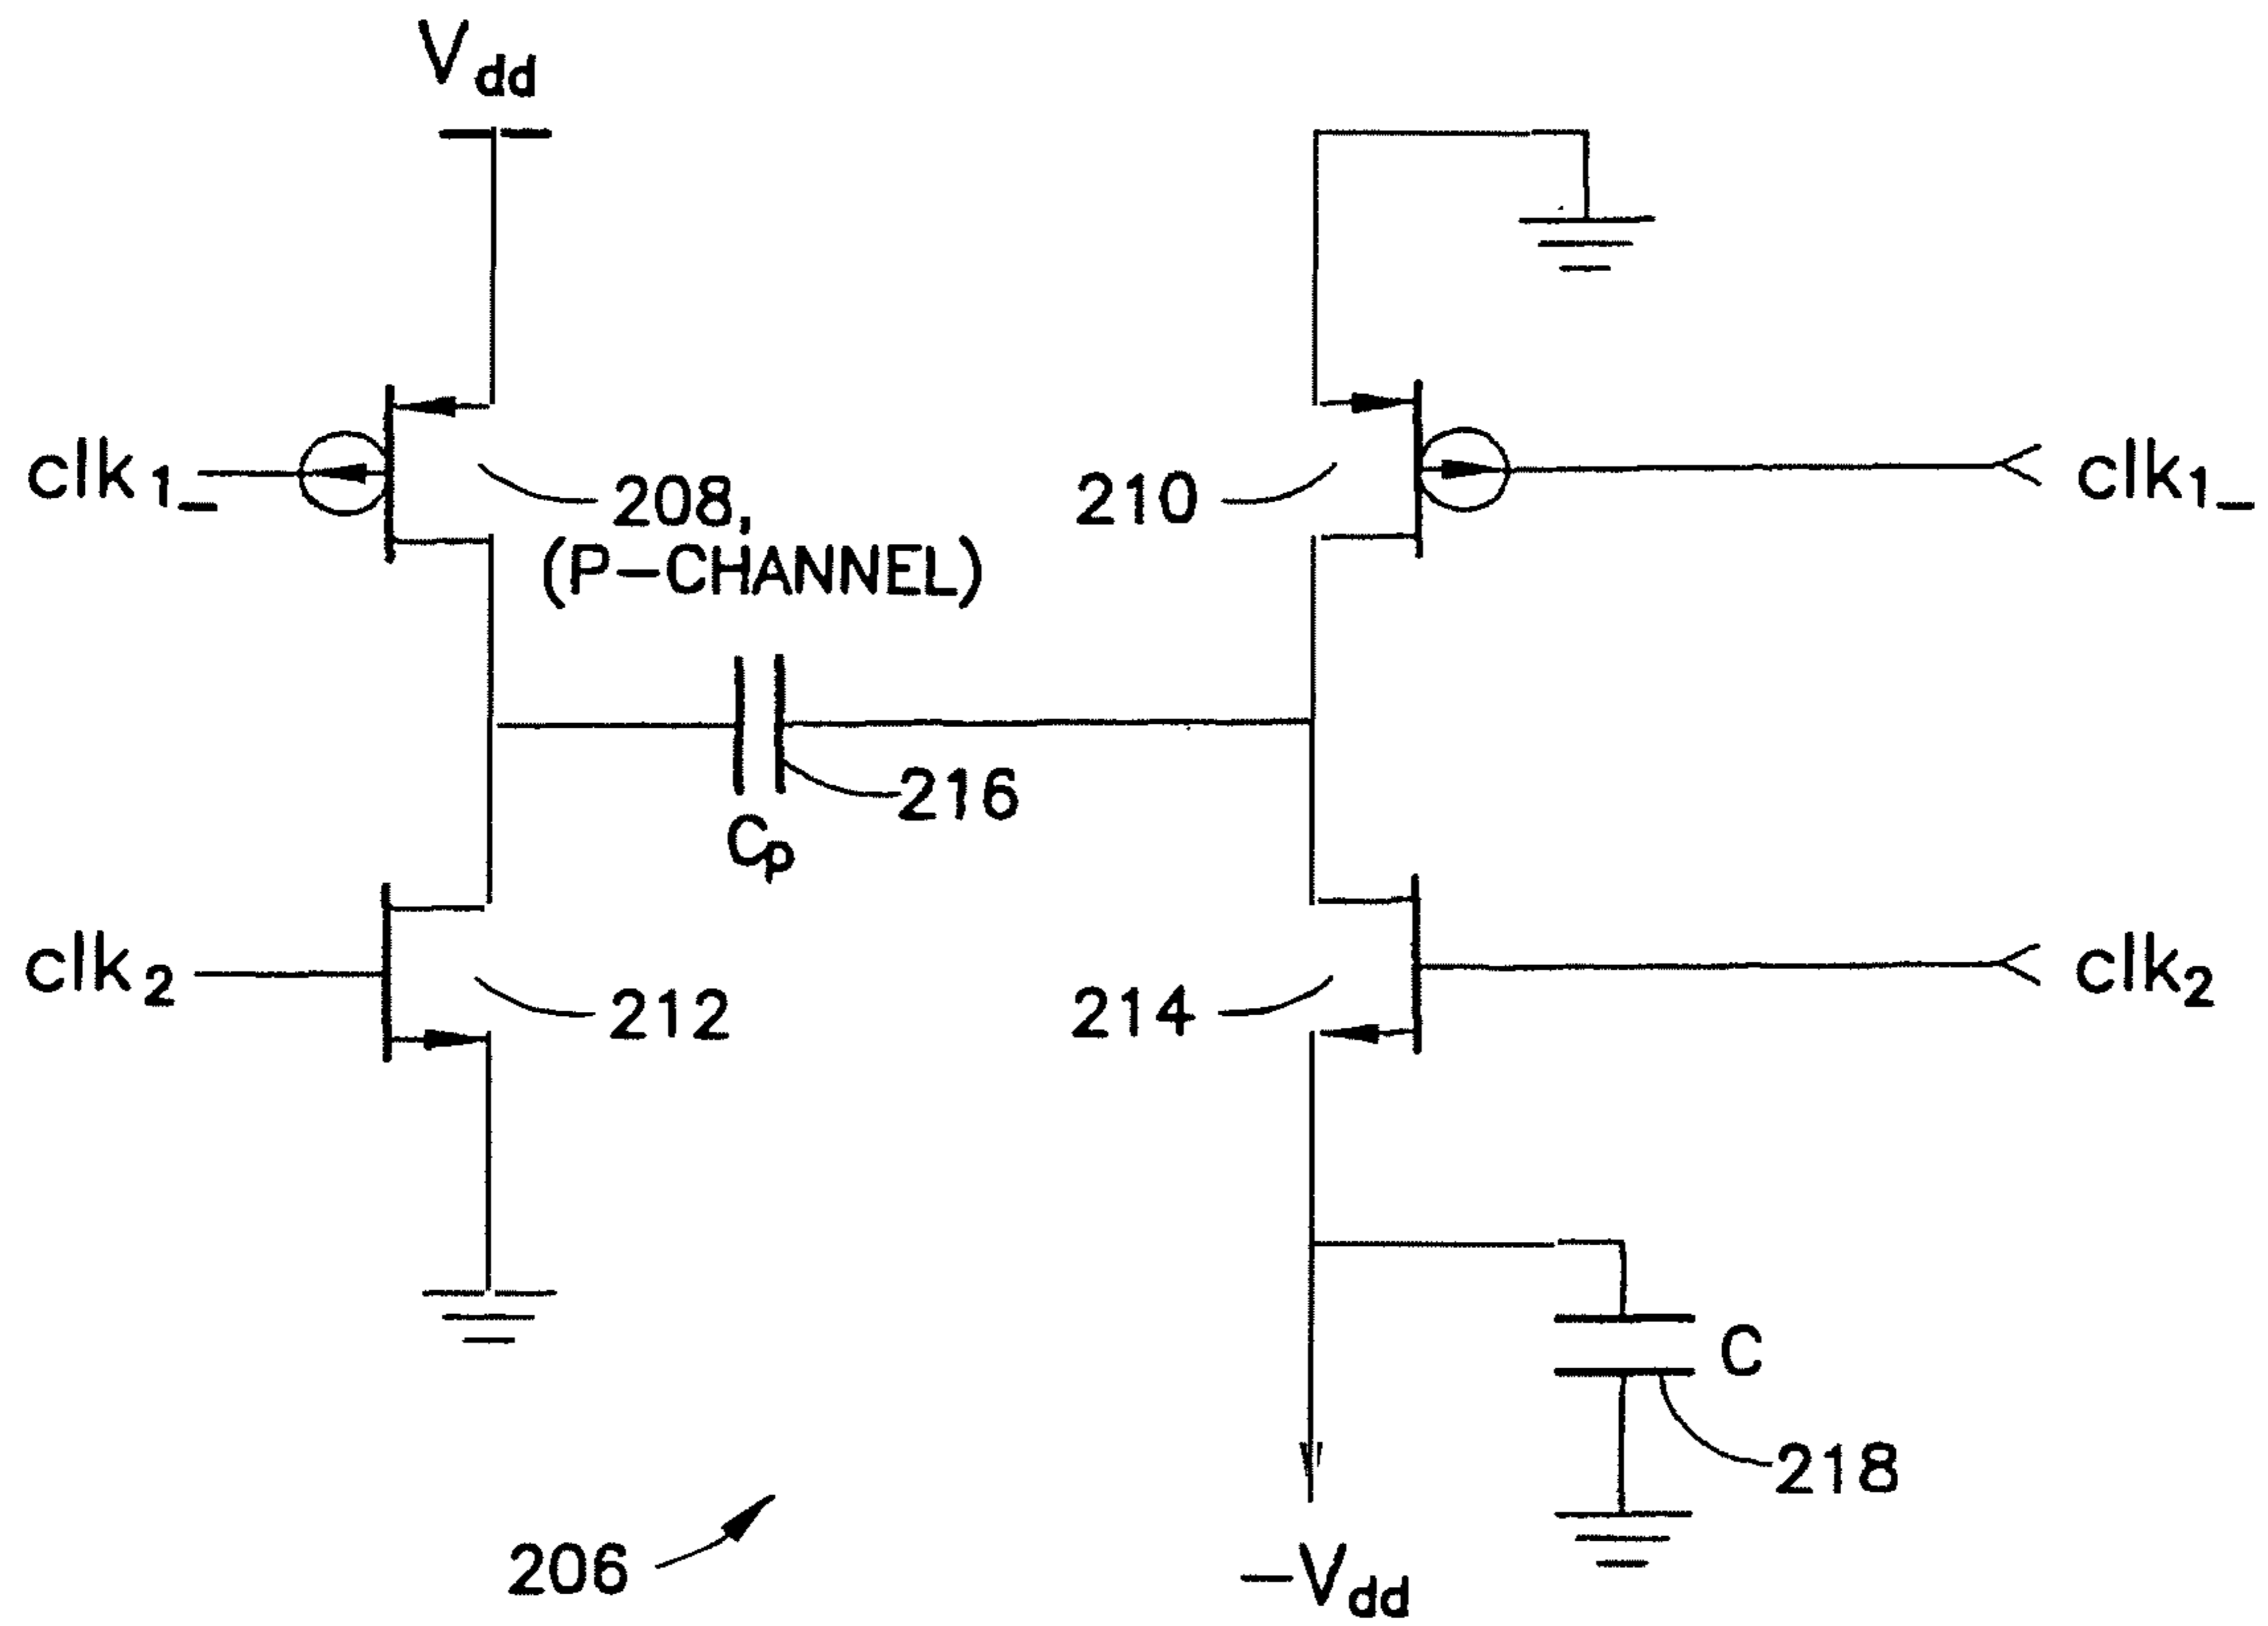 Vdd
clk1_
208,
(P-CHANNEL)
210
clk1_
216
Cp
clk2
212
214
clk2
C
218
206
-Vdd